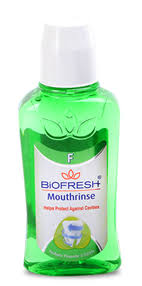 F
BIOFRESH
Mouthrinse
Helps Protect Against Cavities